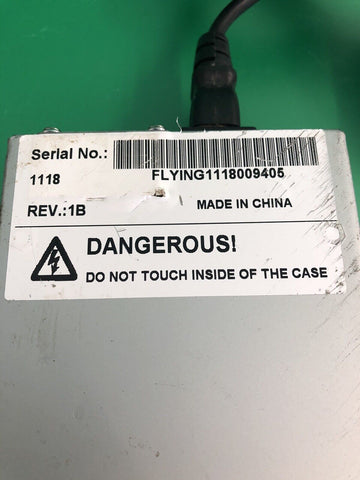 Serial No.:
1118 FLYING1118009405
REV.:1B MADE IN CHINA
DANGEROUS!
DO NOT TOUCH INSIDE OF THE CASE